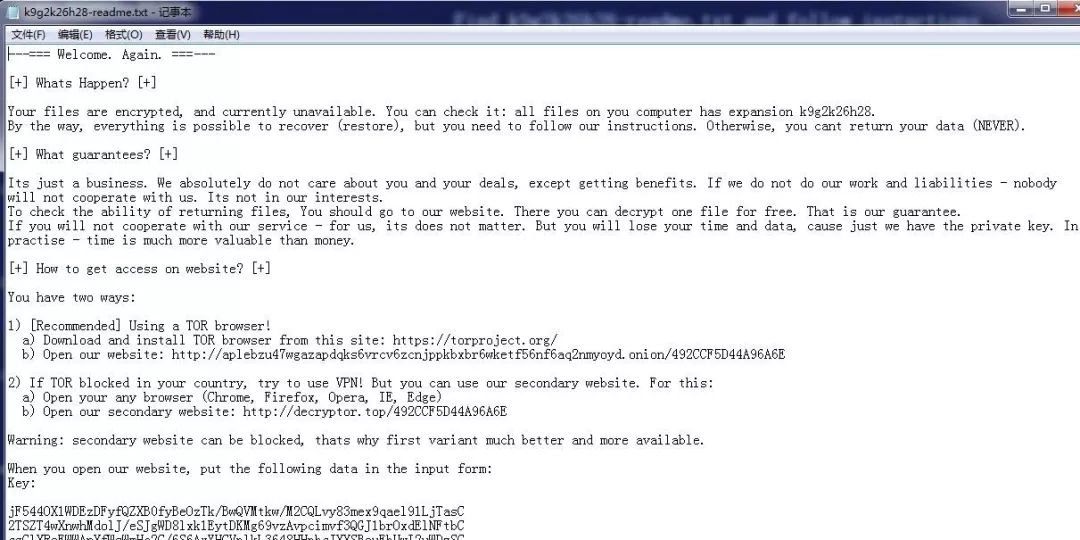 k9g2k26h28-readme.txt - 记事本
文件(F) 编辑(E) 格式(O) 查看(V) 帮助(H)
---=== Welcome. Again. ===---
[+] Whats Happen? [+]
Your files are encrypted, and currently unavailable. You can check it: all files on you computer has expansion k9g2k26h28.
By the way, everything is possible to recover (restore), but you need to follow our instructions. Otherwise, you cant return your data (NEVER).
[+] What guarantees? [+]
Its just a business. We absolutely do not care about you and your deals, except getting benefits. If we do not do our work and liabilities - nobody
will not cooperate with us. Its not in our interests.
To check the ability of returning files, You should go to our website. There you can decrypt one file for free. That is our guarantee.
If you will not cooperate with our service - for us, its does not matter. But you will lose your time and data, cause just we have the private key. In
practise - time is much more valuable than money.
[+] How to get access on website? [+]
You have two ways:
1) [Recommended] Using a TOR browser!
a) Download and install TOR browser from this site: https://torproject.org/
b) Open our website: http://aplebzu47wgazapdqks6vrcv6zcnjppkbxbr6wketf56nf6aq2nmyoyd.onion/492CCF5D44A96A6E
2) If TOR blocked in your country, try to use VPN! But you can use our secondary website. For this:
a) Open your any browser (Chrome, Firefox, Opera, IE, Edge)
b) Open our secondary website: http://decryptor.top/492CCF5D44A96A6E
Warning: secondary website can be blocked, thats why first variant much better and more available.
When you open our website, put the following data in the input form:
Key:
jF544OX1WDEzDFyfQZXB0fyBeOzTk/BwQVMtkw/M2CQLvy83mex9qael91LjTasC
2TSZT4wXnwhMdolJ/eSJgWD8lxk1EytDKMg69vzAvpcimvf3QGJ1brOxdElNFtbC